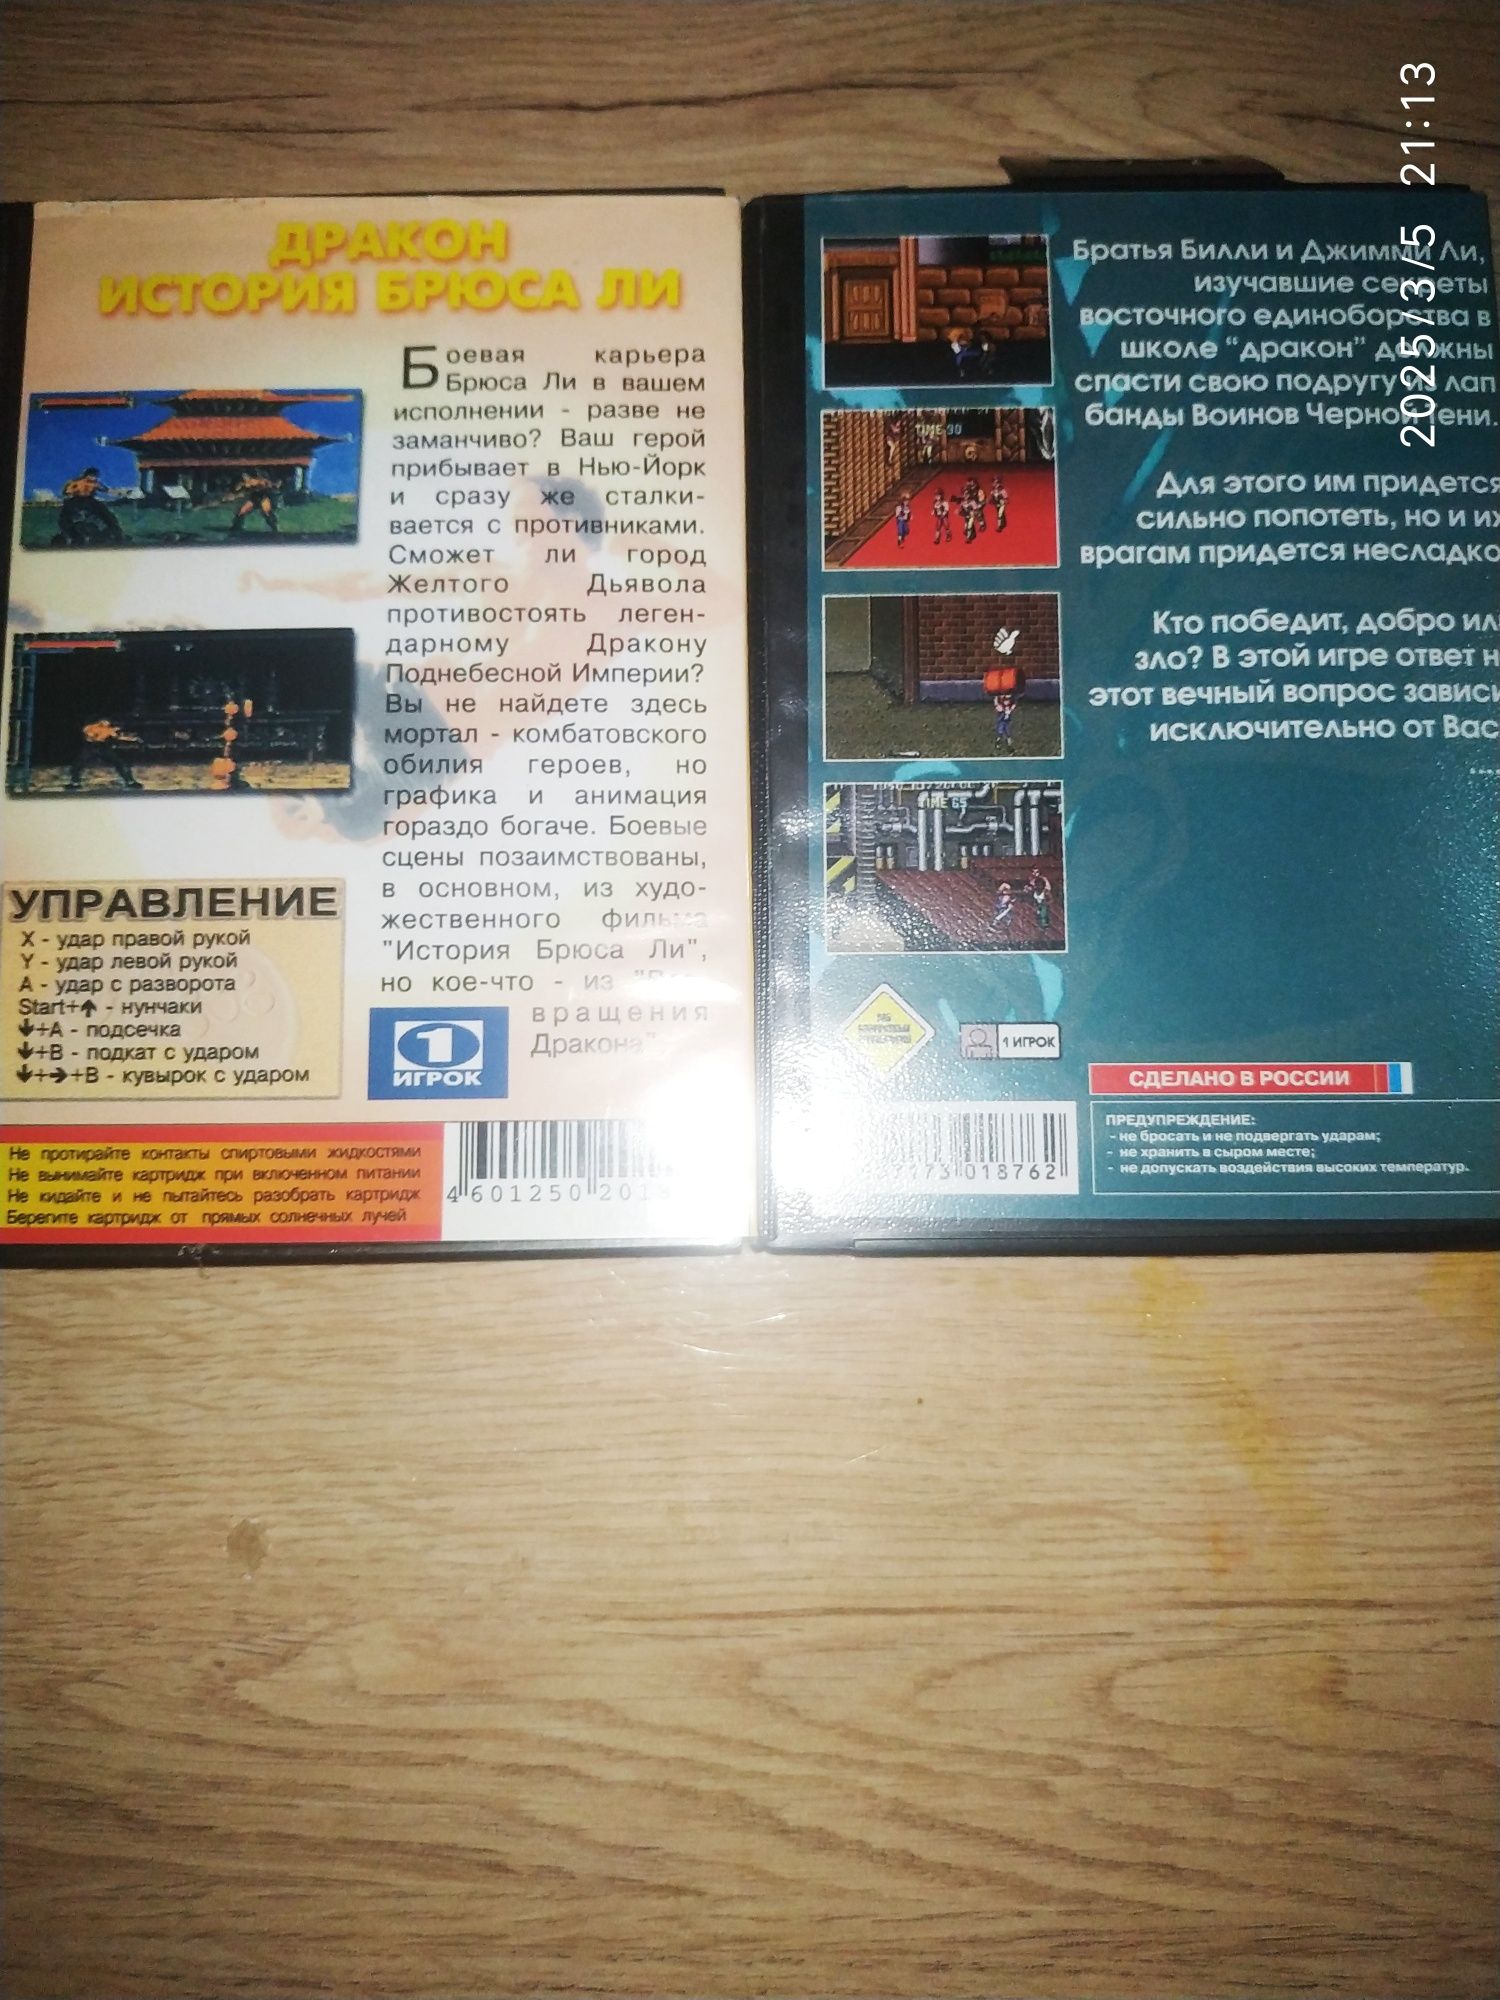 ДРАКОН
ИСТОРИЯ БРЮСА ЛИ
Боевая карьера
Брюса Ли в вашем
исполнении - разве не
заманчиво? Ваш герой
прибывает в Нью-Йорк
и сразу же сталки-
вается с противниками.
Сможет ли город
Желтого Дьявола
противостоять леген-
дарному Дракону
Поднебесной Империи?
Вы не найдете здесь
мортал - комбатовского
обилия героев, но
графика и анимация
гораздо богаче. Боевые
сцены позаимствованы,
в основном, из худо-
жественного фильма
"История Брюса Ли",
но кое-что - из
вращения
Дракона"
УПРАВЛЕНИЕ
X - удар правой рукой
Y - удар левой рукой
A - удар с разворота
Start+↑ - нунчаки
↓+A - подсечка
↓+B - подкат с ударом
↓+→+B - кувырок с ударом
1
ИГРОК
Не протирайте контакты спиртовыми жидкостями
Не вынимайте картридж при включенном питании
Не кидайте и не пытайтесь разобрать картридж
Берегите картридж от прямых солнечных лучей
4 601250 201
Братья Билли и Джимми Ли,
изучавшие секреты
восточного единоборства в
школе "дракон" должны
спасти свою подругу из лап
банды Воинов Черной Тени.
Для этого им придется
сильно попотеть, но и их
врагам придется несладко
Кто победит, добро ил
зло? В этой игре ответ н
этот вечный вопрос зависи
исключительно от Вас
TIME 90
TIME 65
1 ИГРОК
СДЕЛАНО В РОССИИ
ПРЕДУПРЕЖДЕНИЕ:
- не бросать и не подвергать ударам;
- не хранить в сыром месте;
- не допускать воздействия высоких температур.
173 018762
2025/3/5 21:13